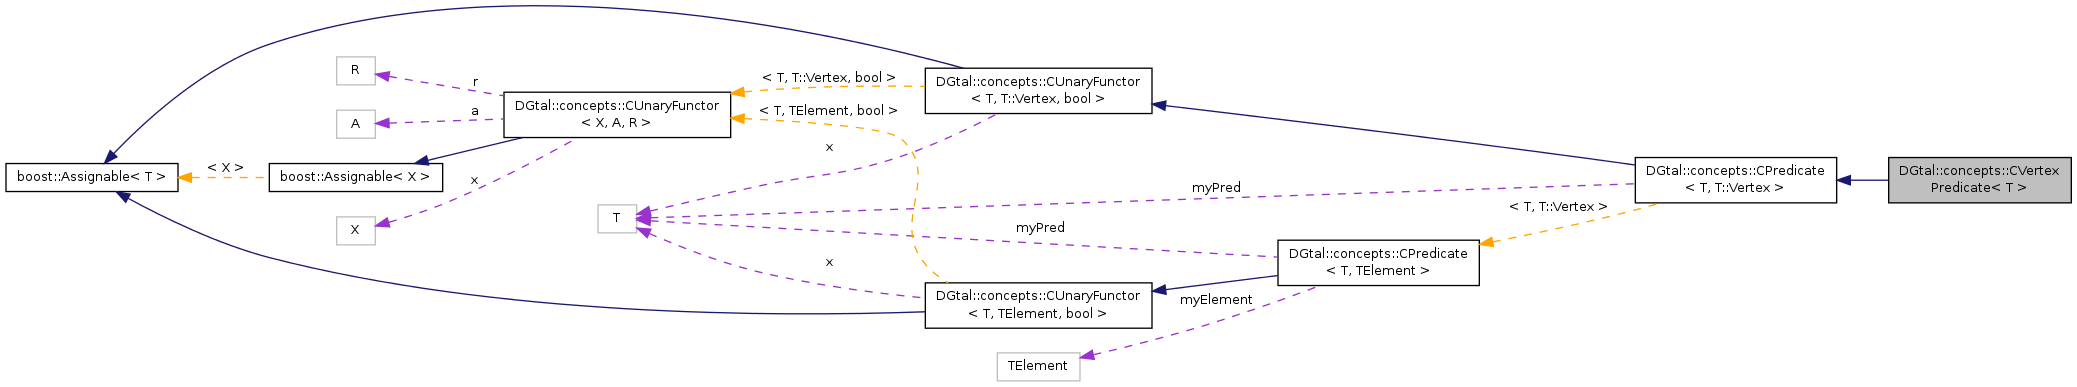 R
r
< T, T::Vertex, bool >
DGtal::concepts::CUnaryFunctor
< T, T::Vertex, bool >
DGtal::concepts::CUnaryFunctor
< X, A, R >
a
< T, TElement, bool >
A
x
boost::Assignable< T >
< X >
boost::Assignable< X >
x
DGtal::concepts::CPredicate
< T, T::Vertex >
DGtal::concepts::CVertex
Predicate< T >
myPred
< T, T::Vertex >
T
X
myPred
DGtal::concepts::CPredicate
< T, TElement >
x
DGtal::concepts::CUnaryFunctor
< T, TElement, bool >
myElement
TElement